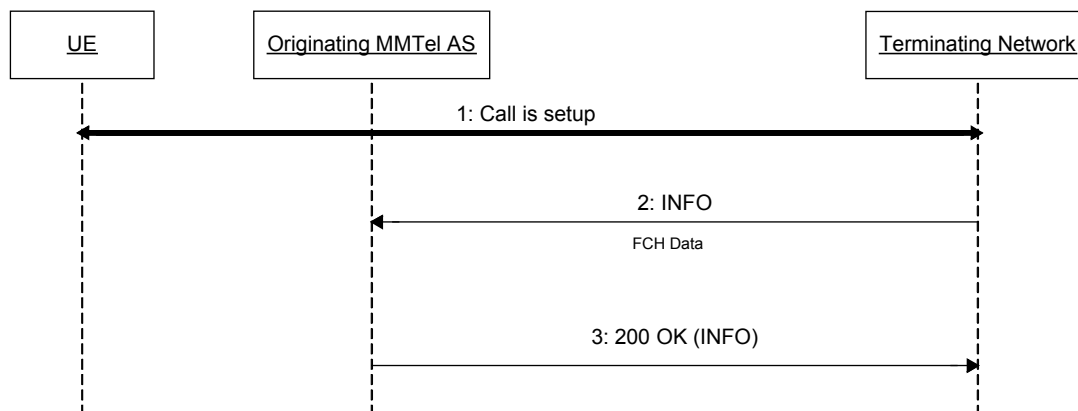 UE
Originating MMTel AS
Terminating Network
1: Call is setup
2: INFO
FCH Data
3: 200 OK (INFO)